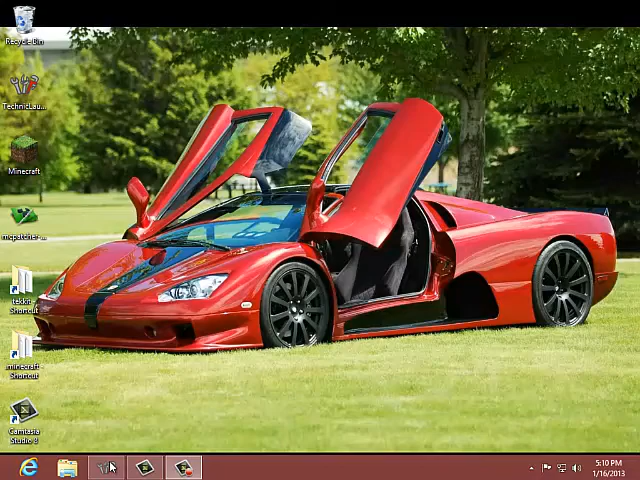 Recycle Bin
TechnicLau...
Minecraft
mcpatcher-...
tekkit -
Shortcut
.minecraft -
Shortcut
Camtasia
Studio 8
5:10 PM
1/16/2013